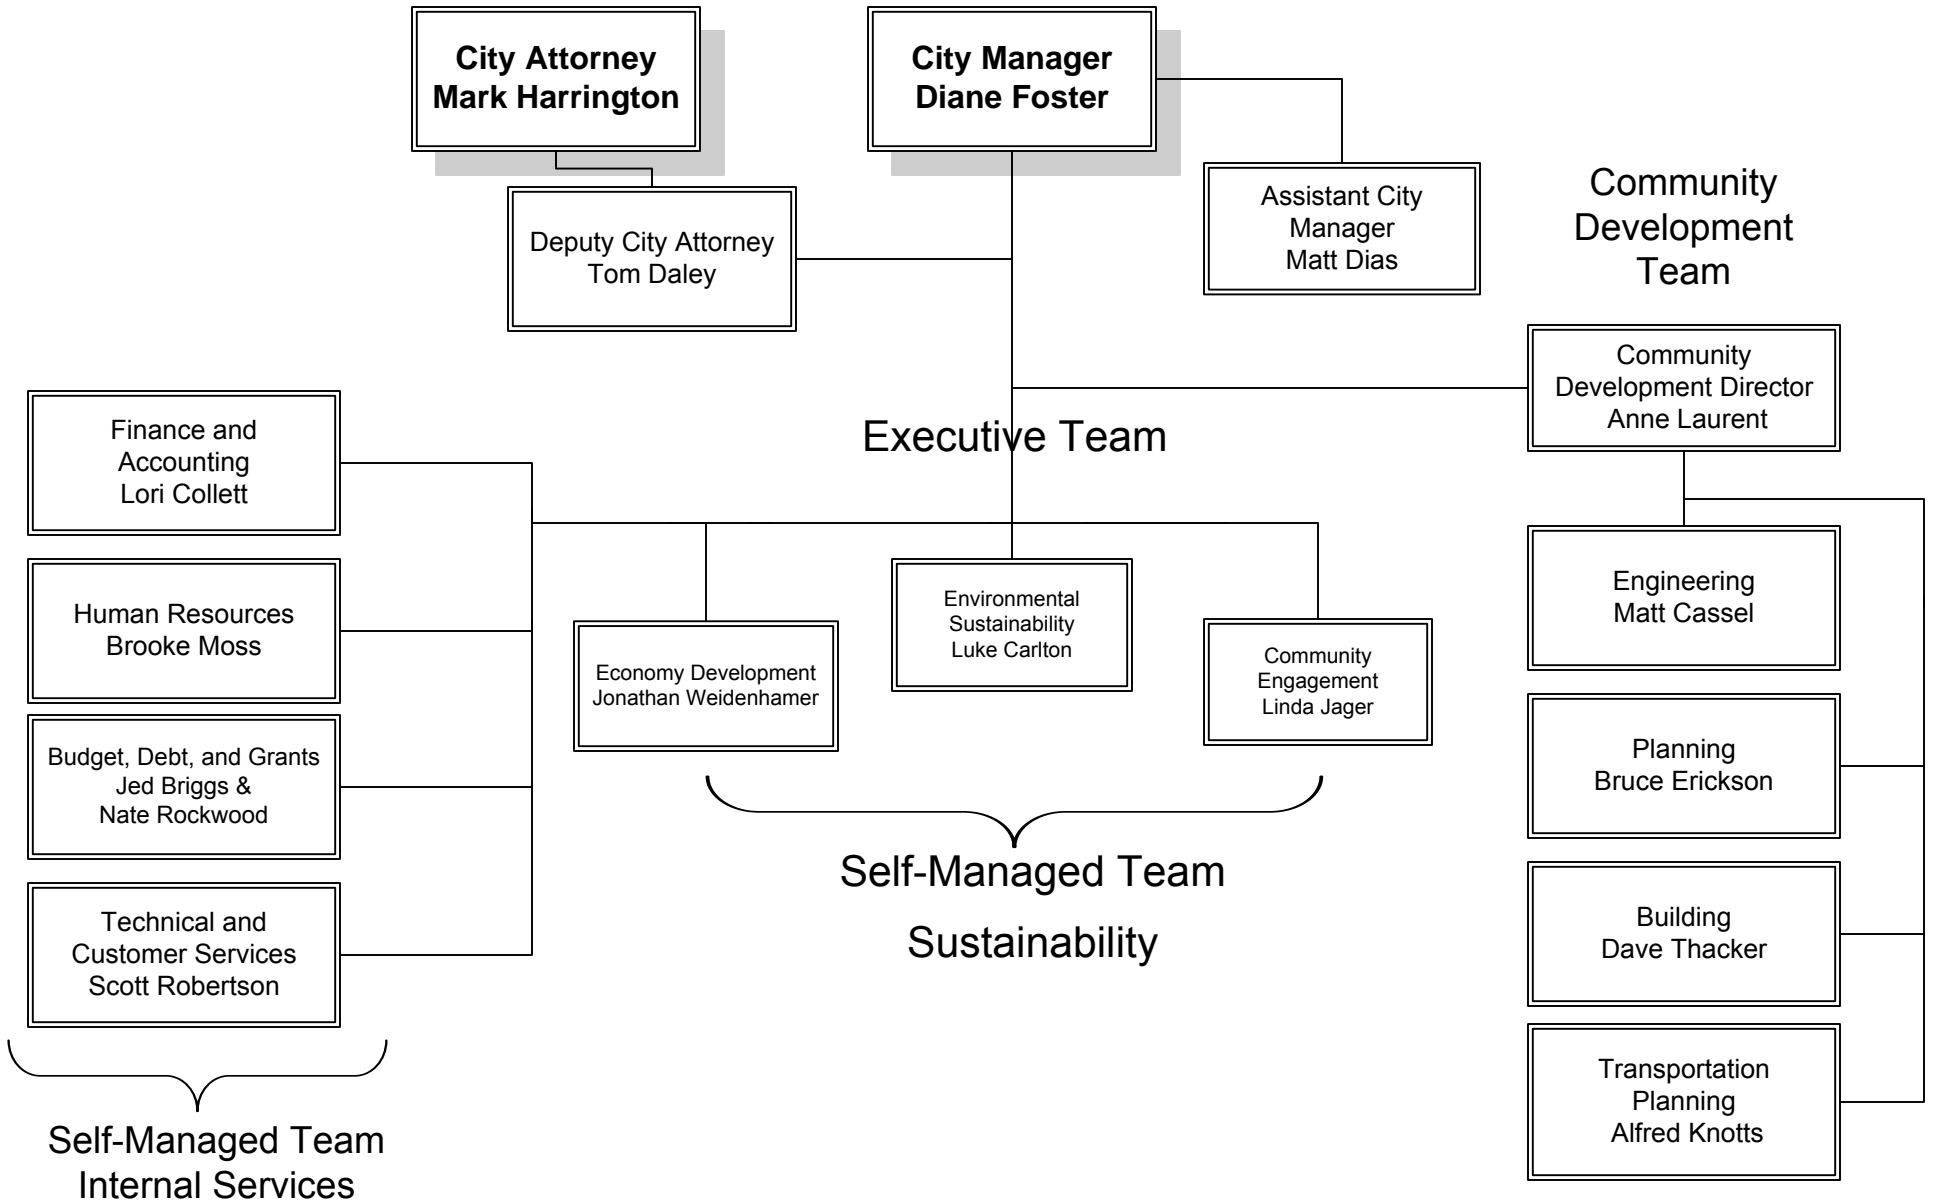 City Attorney
Mark Harrington
City Manager
Diane Foster
Deputy City Attorney
Tom Daley
Assistant City
Manager
Matt Dias
Community
Development
Team
Community
Development Director
Anne Laurent
Executive Team
Finance and
Accounting
Lori Collett
Human Resources
Brooke Moss
Budget, Debt, and Grants
Jed Briggs &
Nate Rockwood
Technical and
Customer Services
Scott Robertson
Self-Managed Team
Internal Services
Economy Development
Jonathan Weidenhamer
Environmental
Sustainability
Luke Carlton
Community
Engagement
Linda Jager
Self-Managed Team
Sustainability
Engineering
Matt Cassel
Planning
Bruce Erickson
Building
Dave Thacker
Transportation
Planning
Alfred Knotts